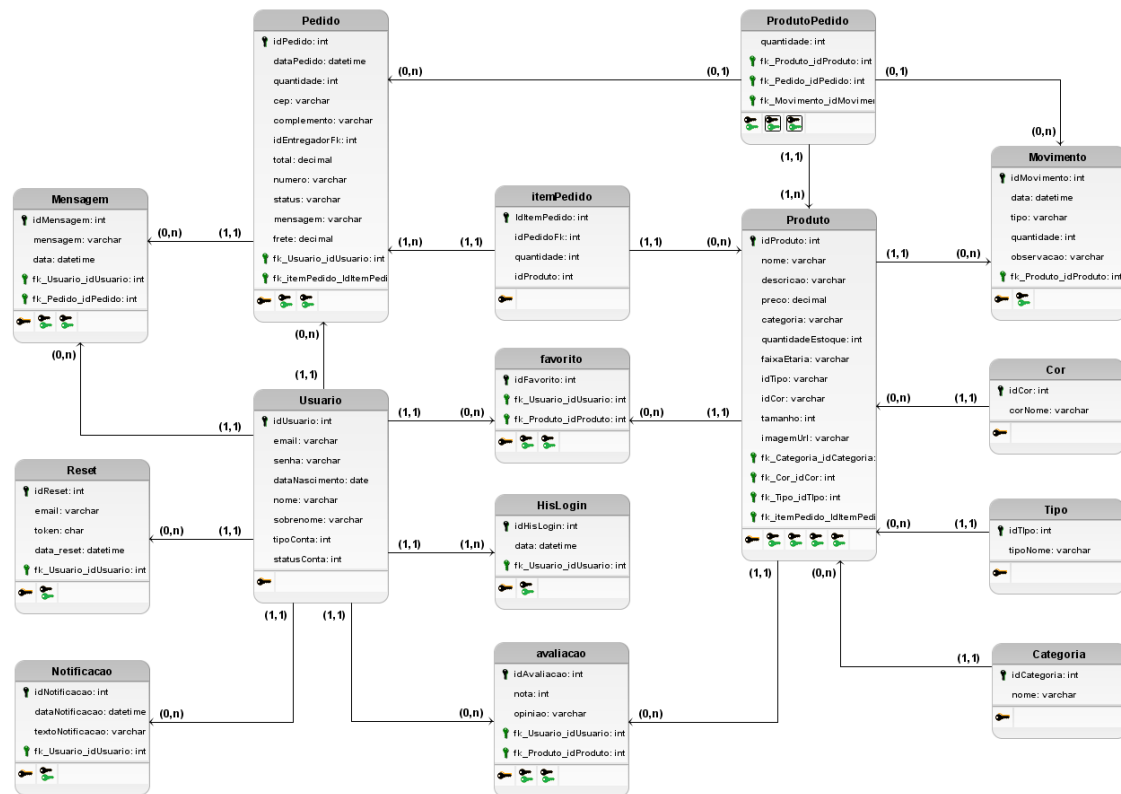 Pedido
idPedido: int
dataPedido: datetime
quantidade: int
cep: varchar
complemento: varchar
idEntregadorFk: int
total: decimal
numero: varchar
status: varchar
mensagem: varchar
frete: decimal
fk_Usuario_idUsuario: int
fk_itemPedido_IdItemPedi
ProdutoPedido
quantidade: int
fk_Produto_idProduto: int
fk_Pedido_idPedido: int
fk_Movimento_idMovimen
(0,n)
(0,1)
(0,1)
(0,n)
(1,1)
(1,n)
Movimento
idMovimento: int
data: datetime
tipo: varchar
quantidade: int
observacao: varchar
fk_Produto_idProduto: int
Mensagem
idMensagem: int
mensagem: varchar
data: datetime
fk_Usuario_idUsuario: int
fk_Pedido_idPedido: int
(0,n)
(1,1)
itemPedido
IdItemPedido: int
idPedidoFk: int
quantidade: int
idProduto: int
(1,n)
(1,1)
(1,1)
(0,n)
Produto
idProduto: int
nome: varchar
descricao: varchar
preco: decimal
categoria: varchar
quantidadeEstoque: int
faixaEtaria: varchar
idTipo: varchar
idCor: varchar
tamanho: int
imagemUrl: varchar
fk_Categoria_idCategoria:
fk_Cor_idCor: int
fk_Tipo_idTIpo: int
fk_itemPedido_IdItemPedi
(1,1)
(0,n)
(0,n)
(1,1)
(0,n)
(1,1)
Usuario
idUsuario: int
email: varchar
senha: varchar
dataNascimento: date
nome: varchar
sobrenome: varchar
tipoConta: int
statusConta: int
favorito
idFavorito: int
fk_Usuario_idUsuario: int
fk_Produto_idProduto: int
(1,1)
(0,n)
(0,n)
(1,1)
Cor
idCor: int
corNome: varchar
(0,n)
(1,1)
Reset
idReset: int
email: varchar
token: char
data_reset: datetime
fk_Usuario_idUsuario: int
(0,n)
(1,1)
HisLogin
idHisLogin: int
data: datetime
fk_Usuario_idUsuario: int
(1,1)
(1,n)
Tipo
idTIpo: int
tipoNome: varchar
(0,n)
(1,1)
(1,1)
(1,1)
(1,1)
(0,n)
Notificacao
idNotificacao: int
dataNotificacao: datetime
textoNotificacao: varchar
fk_Usuario_idUsuario: int
(0,n)
avaliacao
idAvaliacao: int
nota: int
opiniao: varchar
fk_Usuario_idUsuario: int
fk_Produto_idProduto: int
(0,n)
(0,n)
Categoria
idCategoria: int
nome: varchar
(1,1)